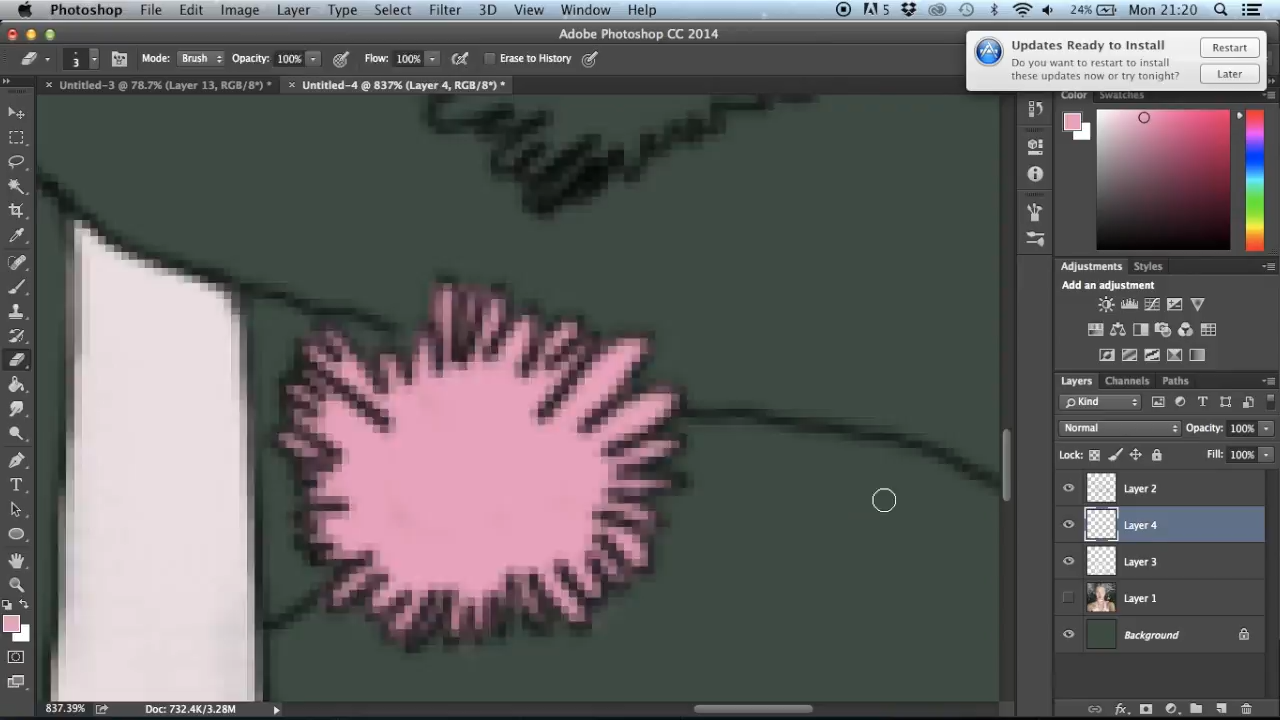 Photoshop File Edit Image Layer Type Select Filter 3D View Window Help 5 24% Mon 21:20
Adobe Photoshop CC 2014
3 Mode: Brush Opacity: 100% Flow: 100% Erase to History
Updates Ready to Install
Do you want to restart to install
these updates now or try tonight?
Restart
Later
Untitled-3 @ 78.7% (Layer 13, RGB/8) * Untitled-4 @ 837% (Layer 4, RGB/8*) *
Color Swatches
Adjustments Styles
Add an adjustment
Layers Channels Paths
Kind
Normal Opacity: 100%
Lock: Fill: 100%
Layer 2
Layer 4
Layer 3
Layer 1
Background
837.39% Doc: 732.4K/3.28M